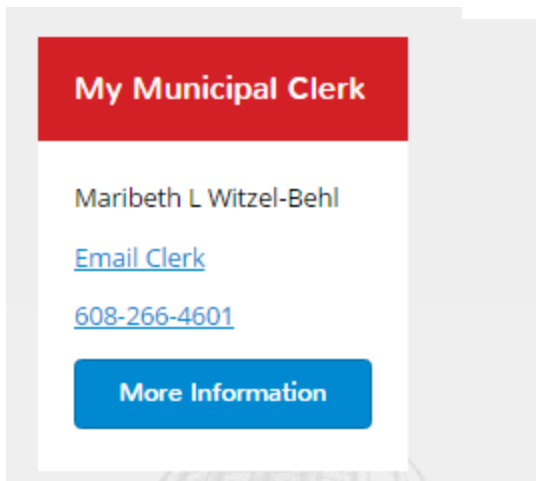 My Municipal Clerk
Maribeth L Witzel-Behl
Email Clerk
608-266-4601
More Information